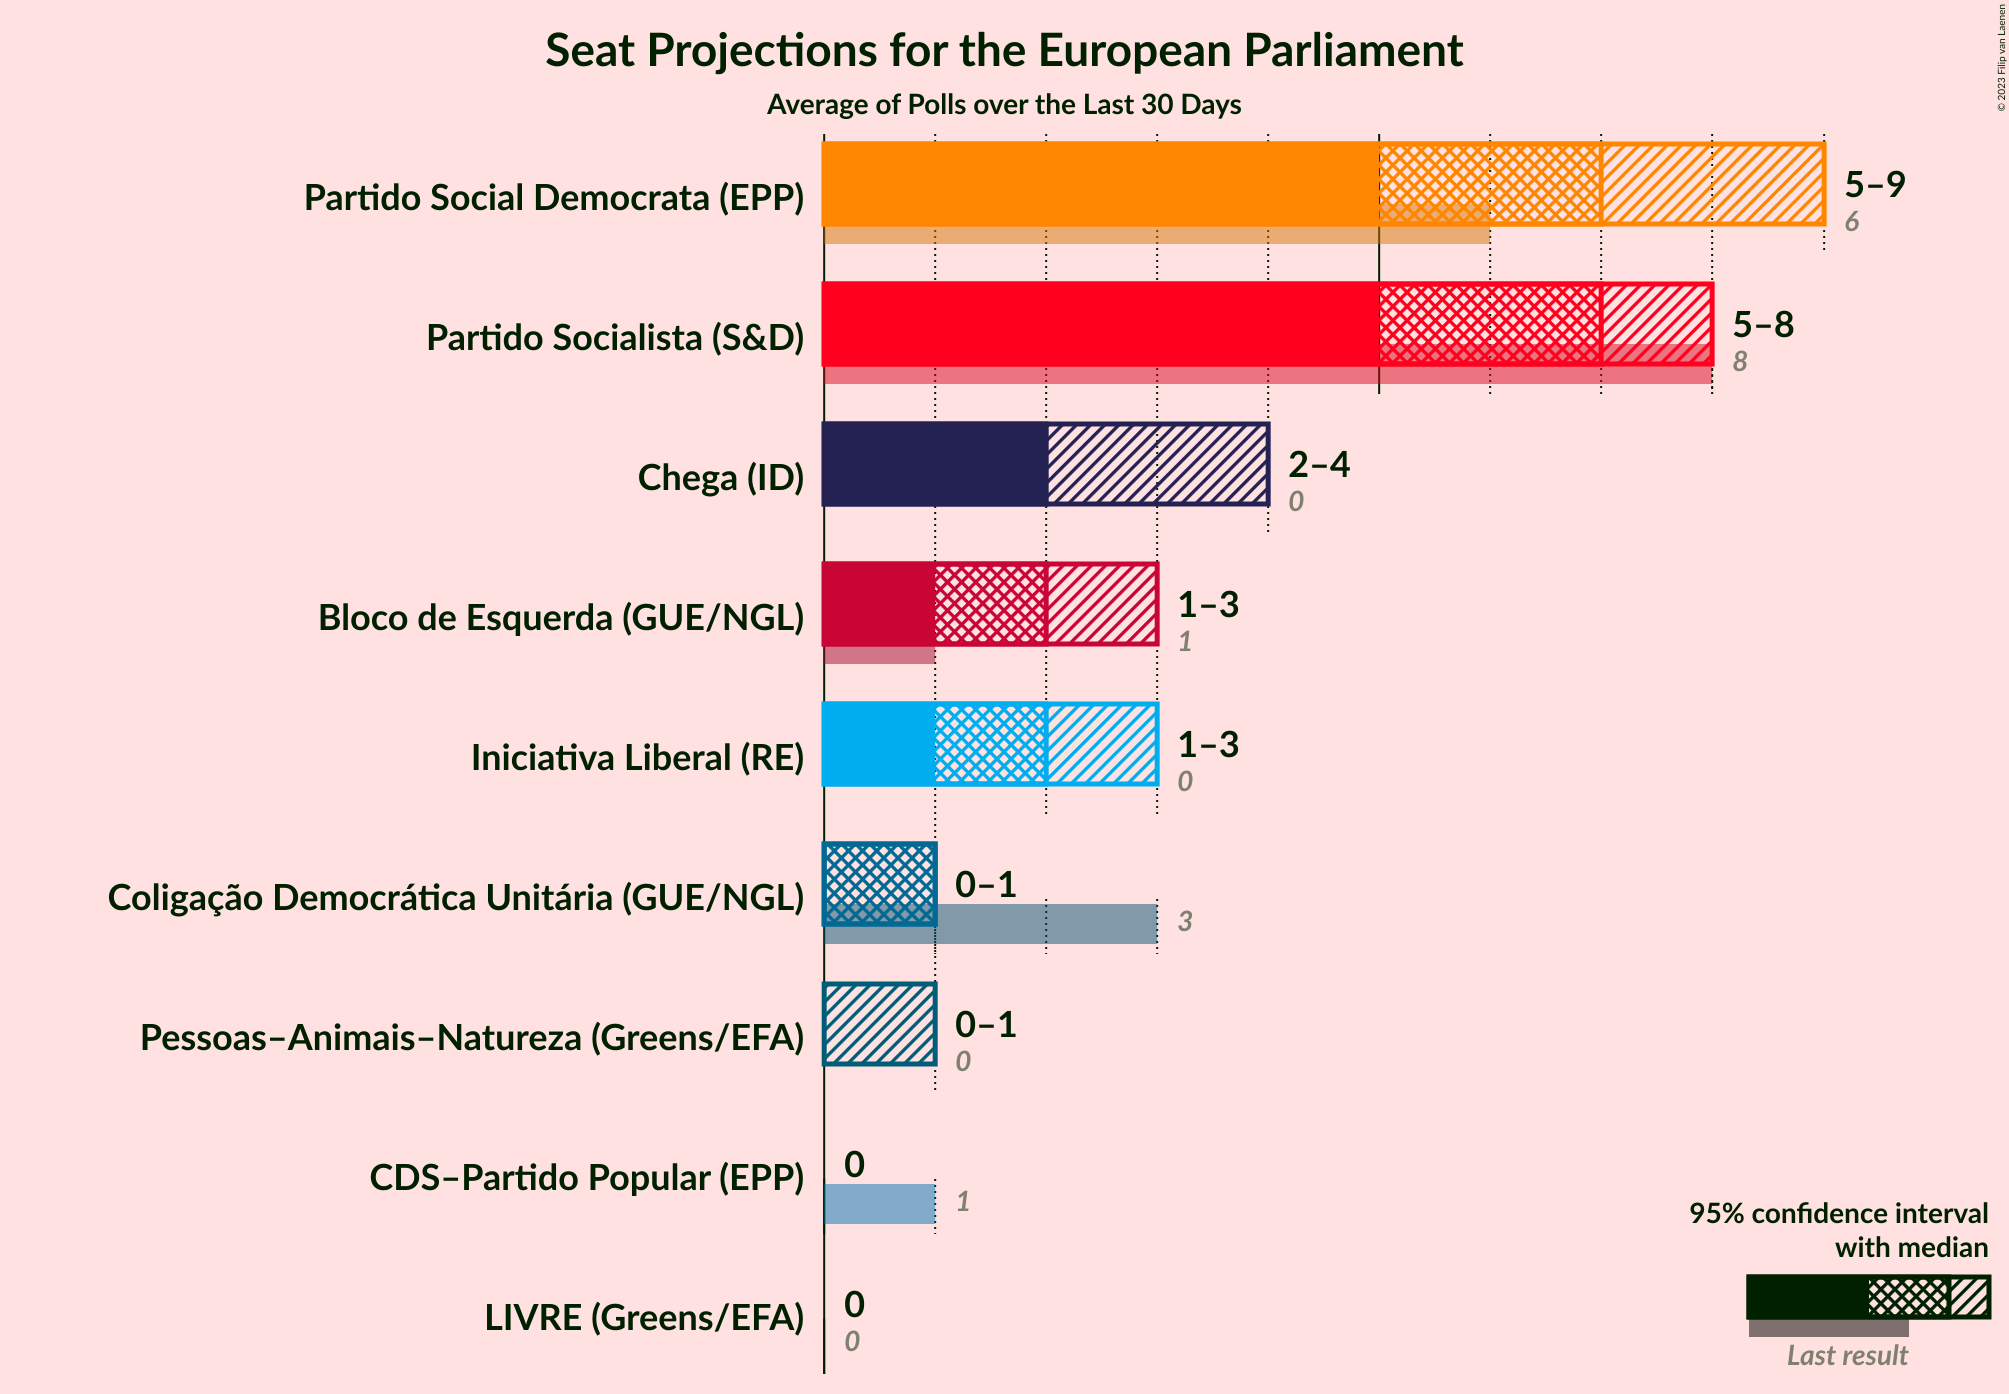 © 2023 Filip van Laenen
Seat Projections for the European Parliament
Average of Polls over the Last 30 Days
Partido Social Democrata (EPP)
5–9
6
Partido Socialista (S&D)
5–8
8
Chega (ID)
2–4
0
Bloco de Esquerda (GUE/NGL)
1–3
1
Iniciativa Liberal (RE)
1–3
0
Coligação Democrática Unitária (GUE/NGL)
0–1
3
Pessoas–Animais–Natureza (Greens/EFA)
0–1
0
CDS–Partido Popular (EPP)
0
1
LIVRE (Greens/EFA)
0
0
95% confidence interval
with median
Last result